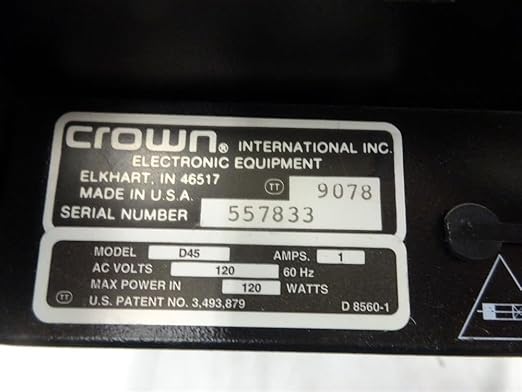 crown® INTERNATIONAL INC.
ELECTRONIC EQUIPMENT
ELKHART, IN 46517
MADE IN U.S.A. TT 9078
SERIAL NUMBER 557833
MODEL D45 AMPS. 1
AC VOLTS 120 60 Hz
MAX POWER IN 120 WATTS
TT U.S. PATENT NO. 3,493,879 D 8560-1